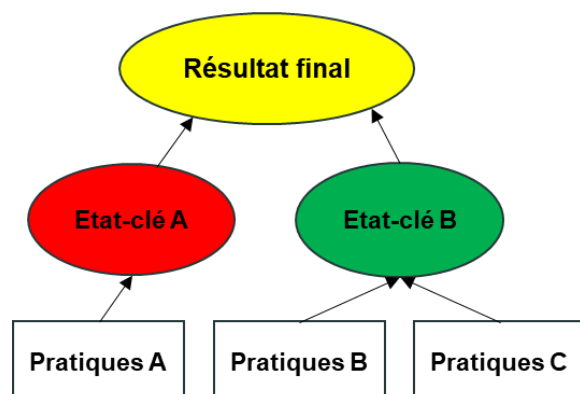 Résultat final
Etat-clé A
Etat-clé B
Pratiques A
Pratiques B
Pratiques C